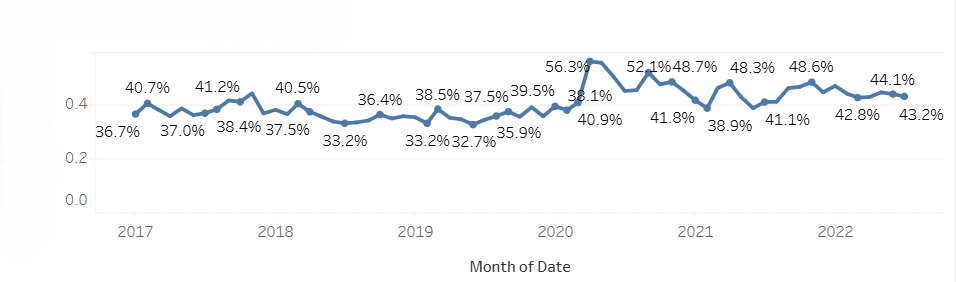 56.3% 52.1% 48.7% 48.3% 48.6%
40.7% 41.2% 40.5% 36.4% 38.5% 37.5% 39.5% 38.1% 44.1%
0.4
36.7% 37.0% 38.4% 37.5% 33.2% 33.2% 32.7% 35.9% 40.9% 41.8% 38.9% 41.1% 42.8% 43.2%
0.2
0.0
2017 2018 2019 2020 2021 2022
Month of Date